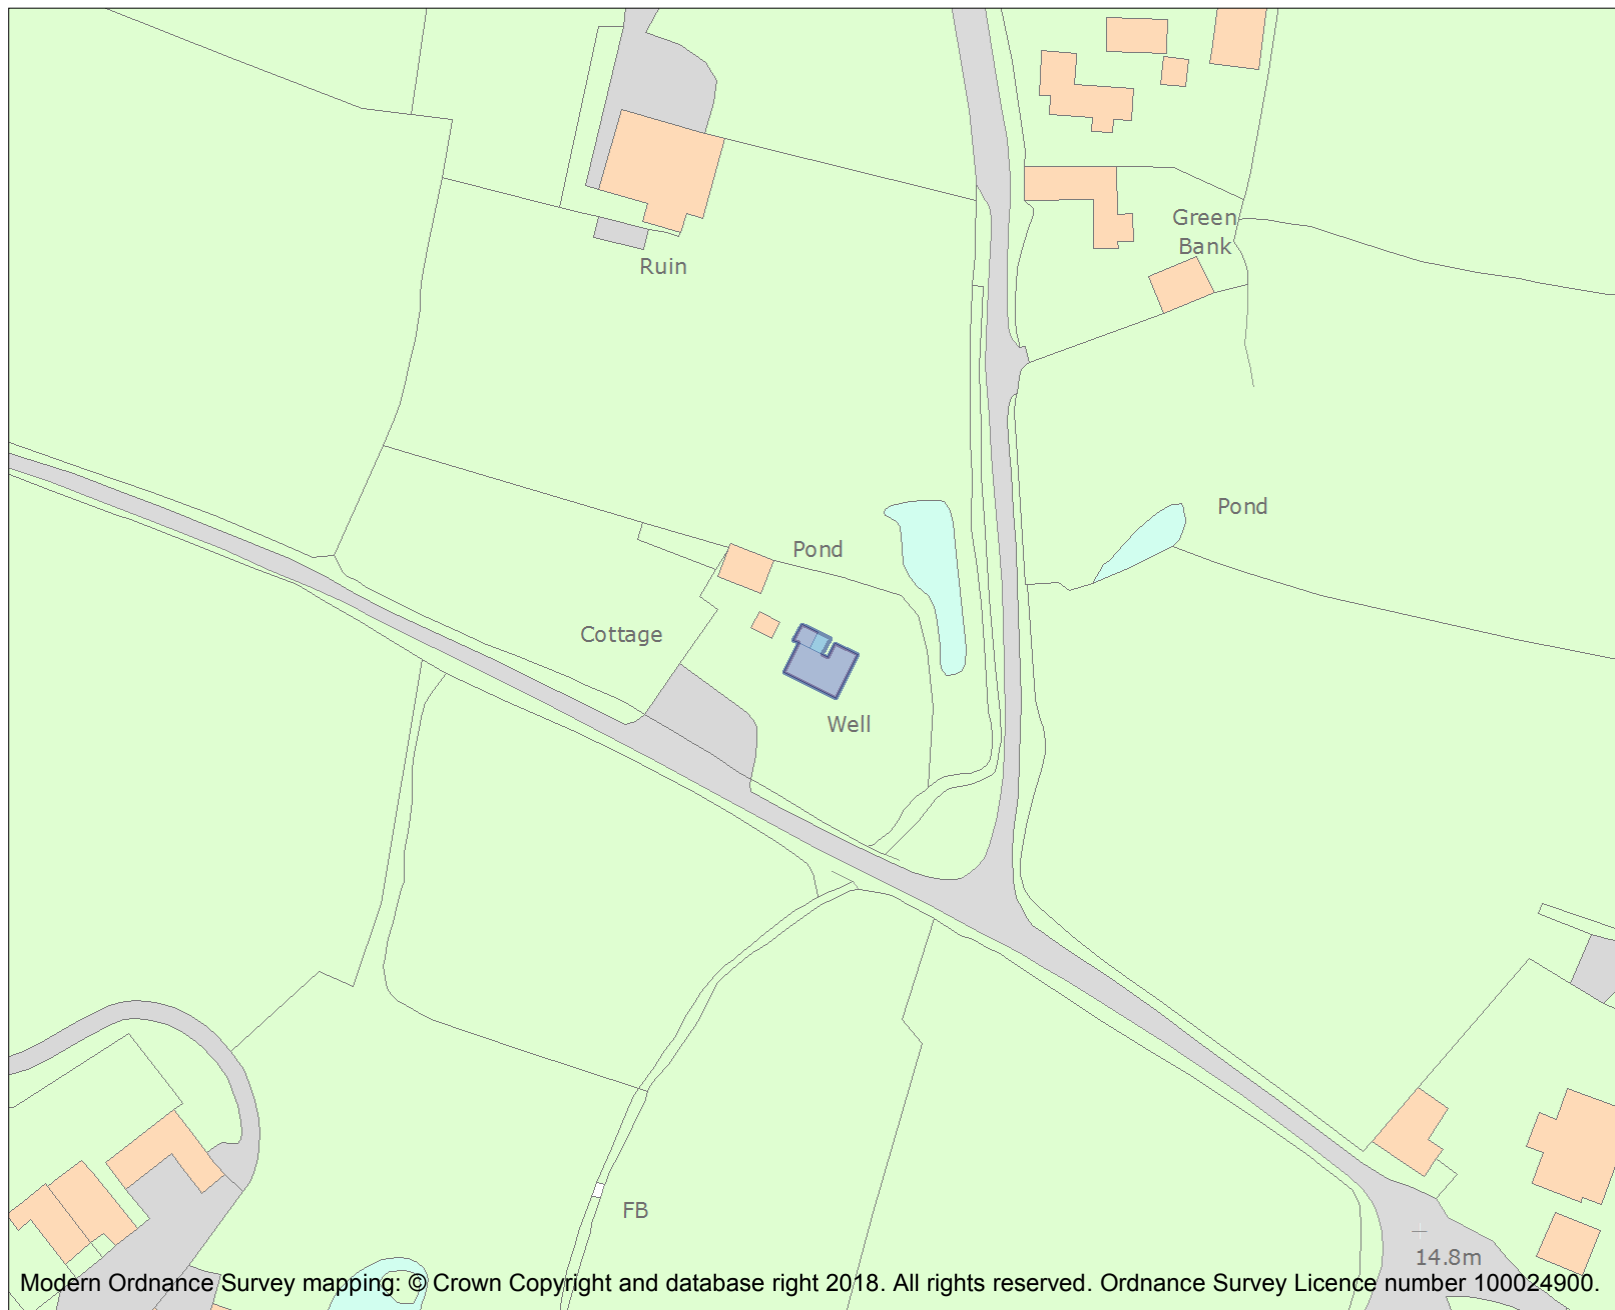 Green
Bank
Ruin
Pond
Pond
Cottage
Well
FB
14.8m
Modern Ordnance Survey mapping: © Crown Copyright and database right 2018. All rights reserved. Ordnance Survey Licence number 100024900.